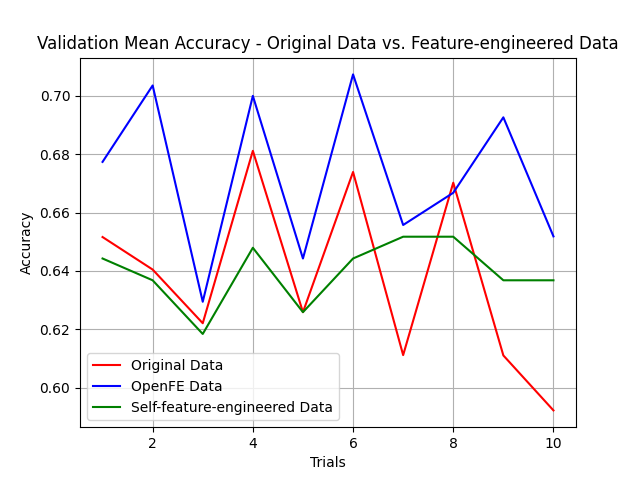 Validation Mean Accuracy - Original Data vs. Feature-engineered Data
0.70
0.68
0.66
0.64
0.62
0.60
Accuracy
Original Data
OpenFE Data
Self-feature-engineered Data
2
4
6
8
10
Trials